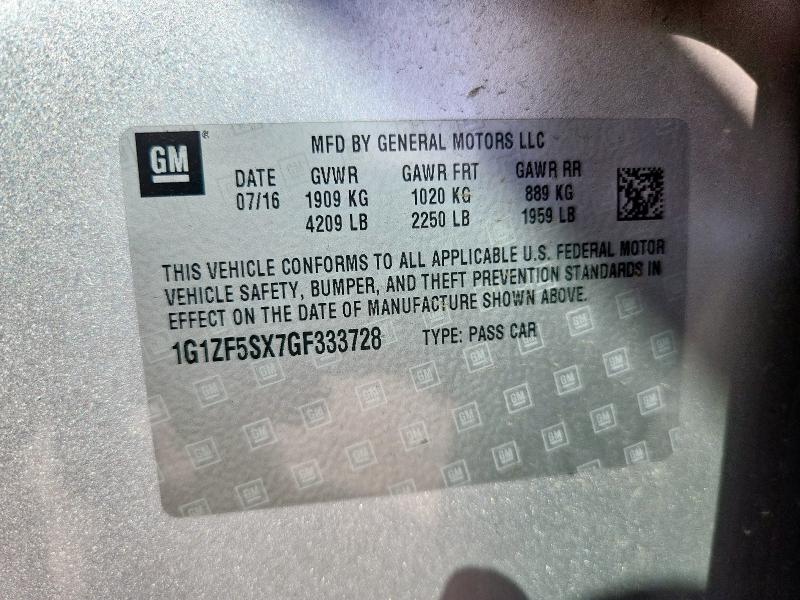 GM® MFD BY GENERAL MOTORS LLC
DATE GVWR GAWR FRT GAWR RR
07/16 1909 KG 1020 KG 889 KG
4209 LB 2250 LB 1959 LB
THIS VEHICLE CONFORMS TO ALL APPLICABLE U.S. FEDERAL MOTOR
VEHICLE SAFETY, BUMPER, AND THEFT PREVENTION STANDARDS IN
EFFECT ON THE DATE OF MANUFACTURE SHOWN ABOVE.
1G1ZF5SX7GF333728 TYPE: PASS CAR